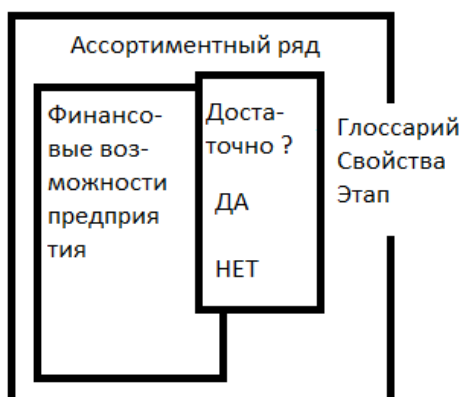 Ассортиментный ряд
Финансо-
вые воз-
можности
предприя
тия
Доста-
точно ?
ДА
НЕТ
Глоссарий
Свойства
Этап